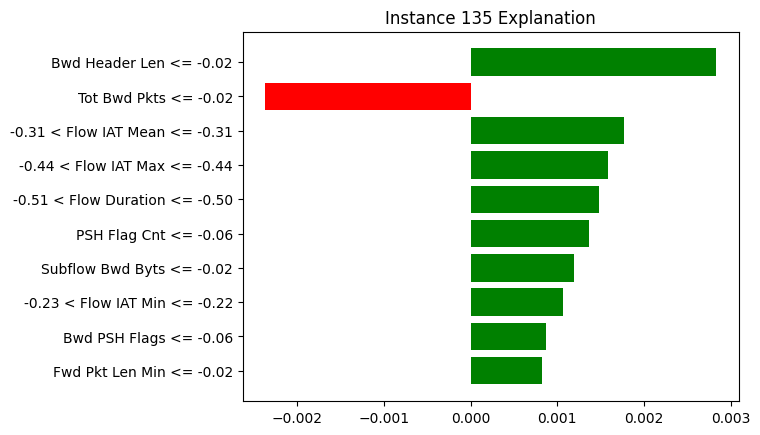 Instance 135 Explanation
Bwd Header Len <= -0.02
Tot Bwd Pkts <= -0.02
-0.31 < Flow IAT Mean <= -0.31
-0.44 < Flow IAT Max <= -0.44
-0.51 < Flow Duration <= -0.50
PSH Flag Cnt <= -0.06
Subflow Bwd Byts <= -0.02
-0.23 < Flow IAT Min <= -0.22
Bwd PSH Flags <= -0.06
Fwd Pkt Len Min <= -0.02
−0.002 −0.001 0.000 0.001 0.002 0.003